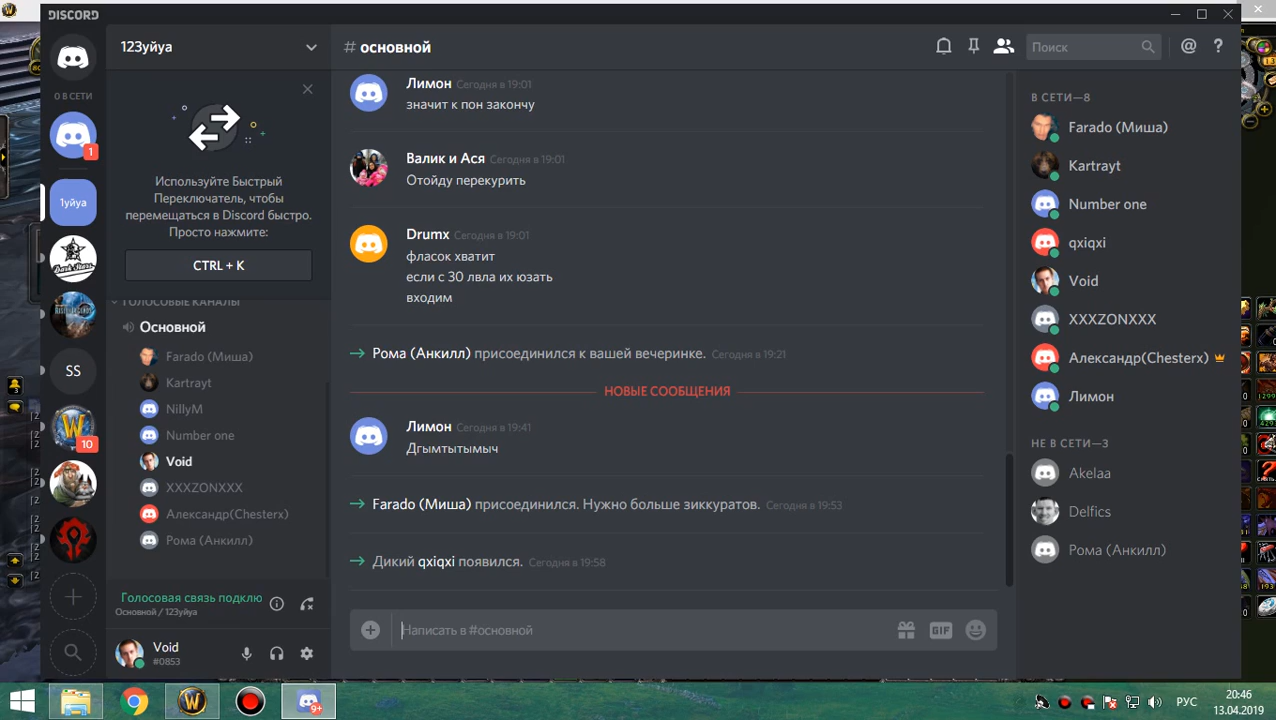 DISCORD
0 В СЕТИ
1
1уйуа
SS
10
123уйуа
Используйте Быстрый
Переключатель, чтобы
перемещаться в Discord быстро.
Просто нажмите:
CTRL + K
ГОЛОСОВЫЕ КАНАЛЫ
Основной
Farado (Миша)
Kartrayt
NillyM
Number one
Void
XXXZONXXX
Александр(Chesterx)
Рома (Анкилл)
Голосовая связь подклю
Основной / 123уйуа
Void
#0853
# основной
Поиск
Лимон Сегодня в 19:01
значит к пон закончу
Валик и Ася Сегодня в 19:01
Отойду перекурить
Drumx Сегодня в 19:01
фласок хватит
если с 30 лвла их юзать
входим
Рома (Анкилл) присоединился к вашей вечеринке. Сегодня в 19:21
НОВЫЕ СООБЩЕНИЯ
Лимон Сегодня в 19:41
Дгымтытымыч
Farado (Миша) присоединился. Нужно больше зиккуратов. Сегодня в 19:53
Дикий qxiqxi появился. Сегодня в 19:58
Написать в #основной
GIF
В СЕТИ—8
Farado (Миша)
Kartrayt
Number one
qxiqxi
Void
XXXZONXXX
Александр(Chesterx)
Лимон
НЕ В СЕТИ—3
Akelaa
Delfics
Рома (Анкилл)
9+
РУС
20:46
13.04.2019